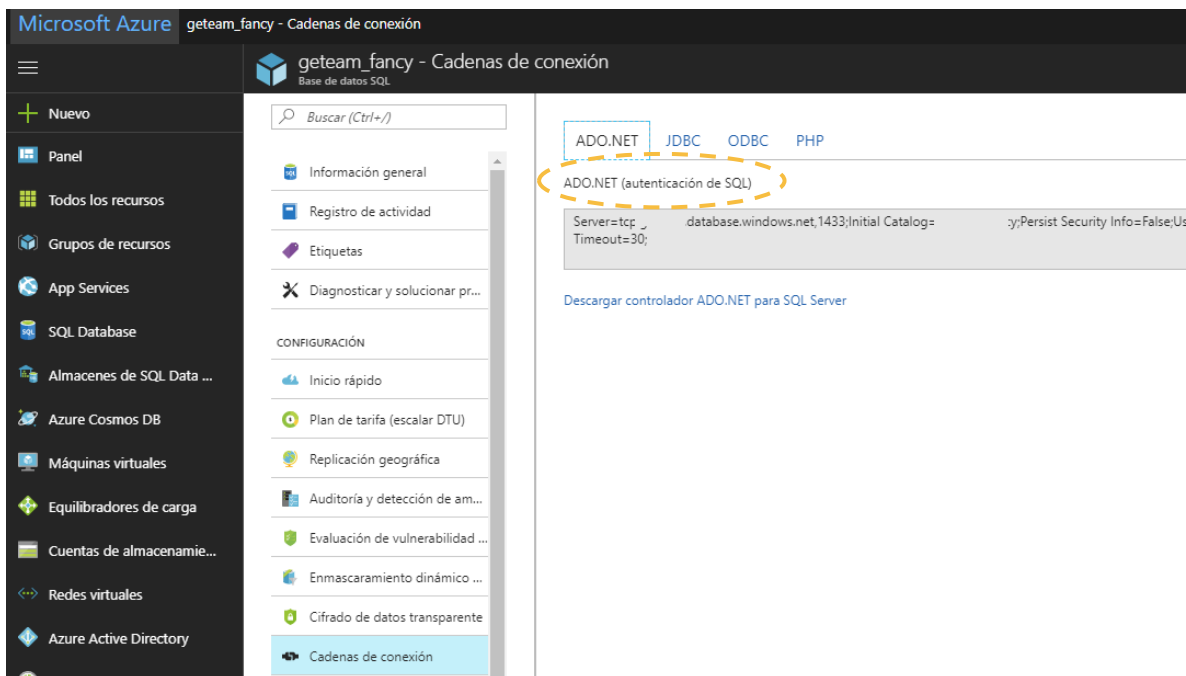 Microsoft Azure geteam_fancy - Cadenas de conexión
geteam_fancy - Cadenas de conexión
Base de datos SQL
Nuevo
Panel
Todos los recursos
Grupos de recursos
App Services
SQL Database
Almacenes de SQL Data ...
Azure Cosmos DB
Máquinas virtuales
Equilibradores de carga
Cuentas de almacenamie...
Redes virtuales
Azure Active Directory
Buscar (Ctrl+/)
Información general
Registro de actividad
Etiquetas
Diagnosticar y solucionar pr...
CONFIGURACIÓN
Inicio rápido
Plan de tarifa (escalar DTU)
Replicación geográfica
Auditoría y detección de am...
Evaluación de vulnerabilidad ...
Enmascaramiento dinámico ...
Cifrado de datos transparente
Cadenas de conexión
ADO.NET JDBC ODBC PHP
ADO.NET (autenticación de SQL)
Server=tcp .database.windows.net,1433;Initial Catalog= y;Persist Security Info=False;Us
Timeout=30;
Descargar controlador ADO.NET para SQL Server